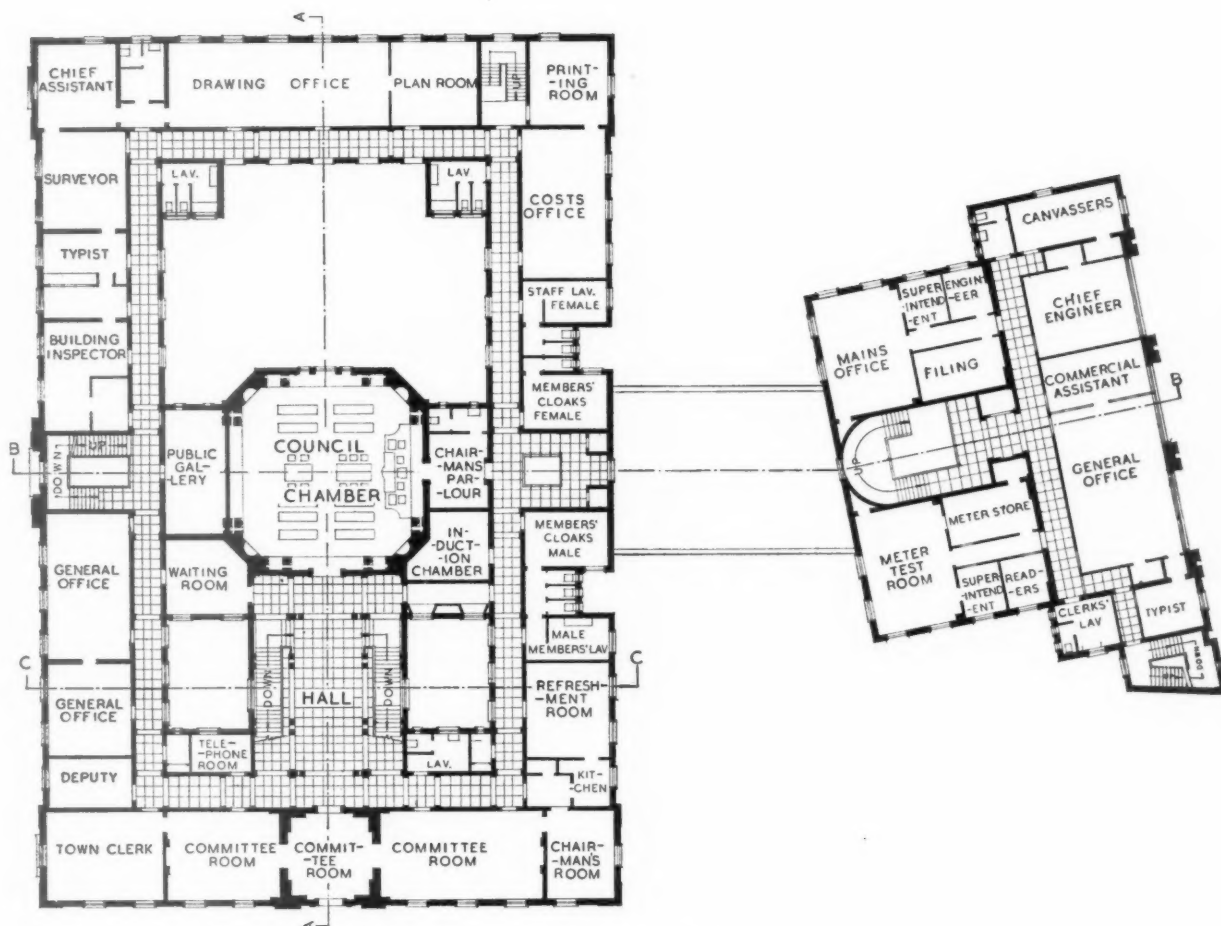 A
CHIEF
ASSISTANT
DRAWING OFFICE
PLAN ROOM
UP
PRINT-
-ING
ROOM
SURVEYOR
LAV.
LAV
COSTS
OFFICE
TYPIST
STAFF LAV.
FEMALE
BUILDING
INSPECTOR
MEMBERS'
CLOAKS
FEMALE
B
DOWN
UP
PUBLIC
GAL-
-LERY
COUNCIL
CHAMBER
CHAIR-
-MANS
PAR-
-LOUR
GENERAL
OFFICE
WAITING
ROOM
IN-
-DUCT-
-ION
CHAMBER
MEMBERS'
CLOAKS
MALE
MALE
MEMBERS' LAV.
C
GENERAL
OFFICE
DOWN
HALL
DOWN
REFRESH-
-MENT
ROOM
C
DEPUTY
TELE-
-PHONE
ROOM
LAV.
KIT-
-CHEN
TOWN CLERK
COMMITTEE
ROOM
COMMIT-
-TEE
ROOM
COMMITTEE
ROOM
CHAIR-
-MAN'S
ROOM
A
CANVASSERS
SUPER
-INTEND
-ENT
ENGIN-
-EER
CHIEF
ENGINEER
MAINS
OFFICE
FILING
COMMERCIAL
ASSISTANT
B
UP
GENERAL
OFFICE
METER STORE
METER
TEST
ROOM
SUPER-
-INTEND
-ENT
READ-
-ERS
CLERKS'
LAV
TYPIST
DOWN